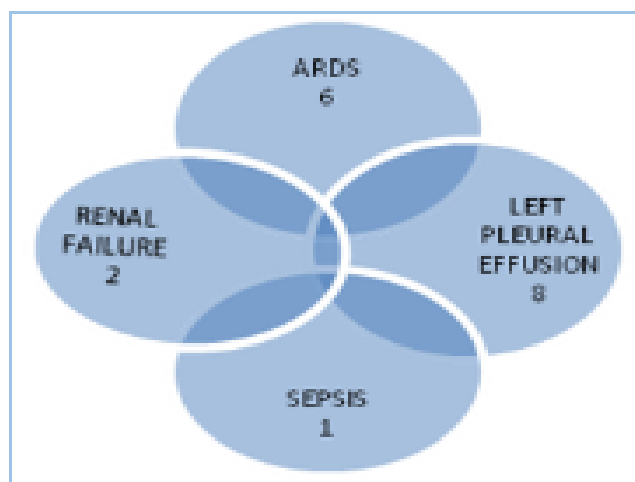 ARDS
6
RENAL
FAILURE
2
LEFT
PLEURAL
EFFUSION
8
SEPSIS
1